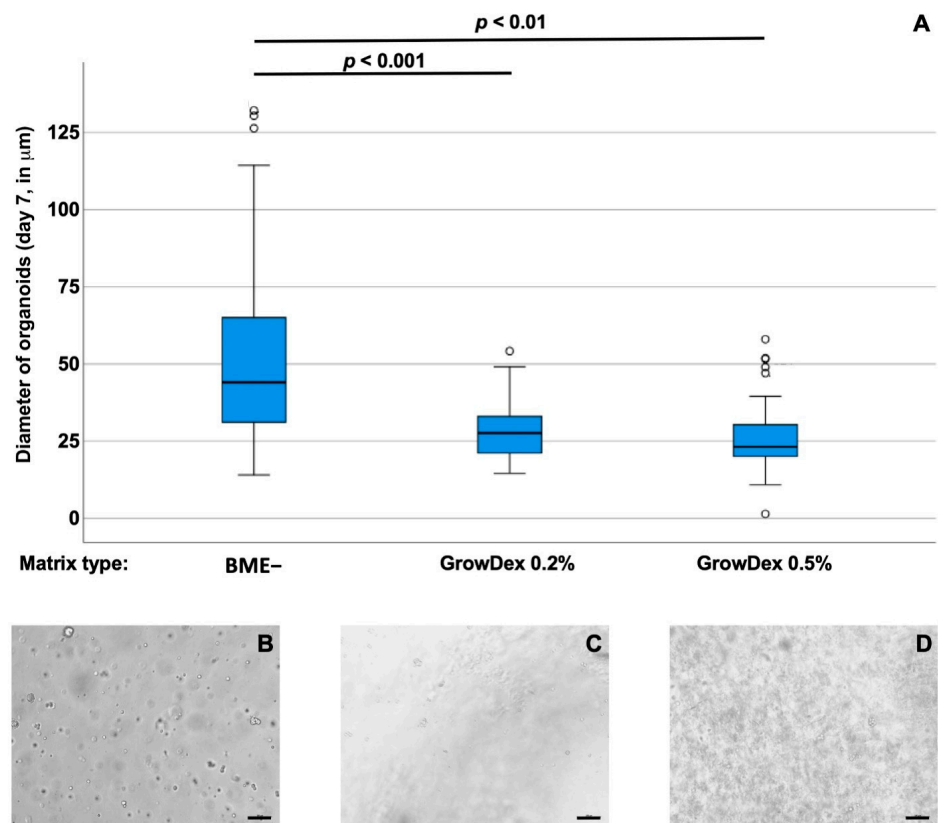 A
p < 0.01
p < 0.001
Diameter of organoids (day 7, in μm)
125
100
75
50
25
0
Matrix type: BME– GrowDex 0.2% GrowDex 0.5%
B C D